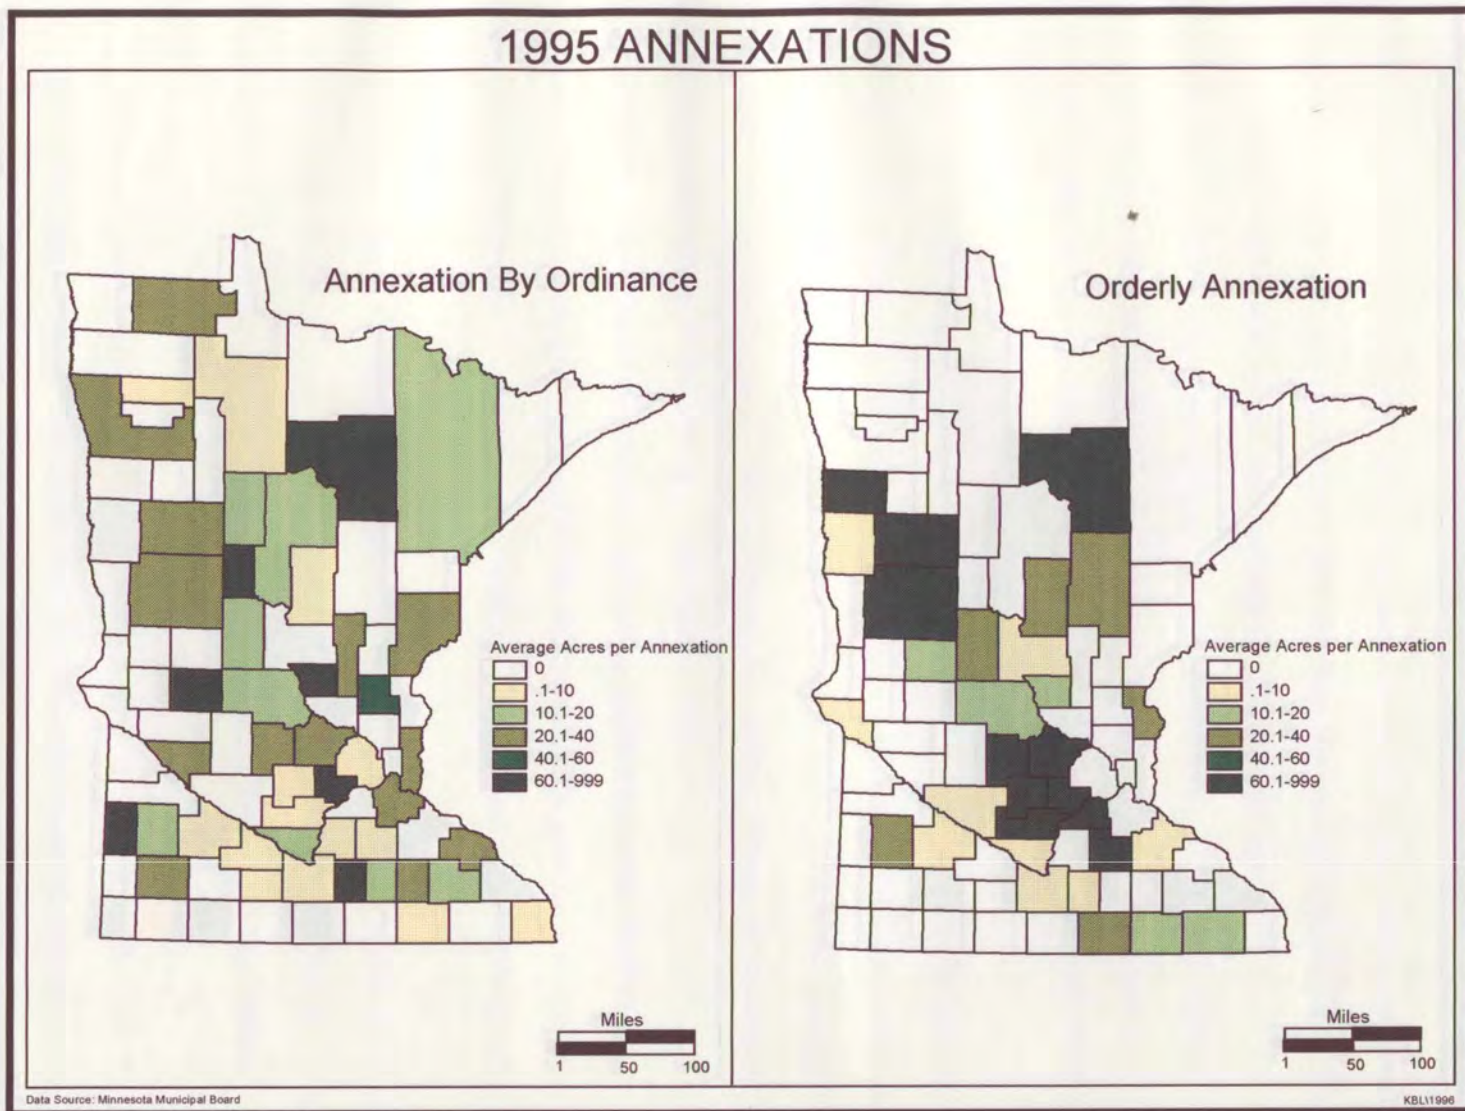 1995 ANNEXATIONS
Annexation By Ordinance
Average Acres per Annexation
0
.1-10
10.1-20
20.1-40
40.1-60
60.1-999
Miles
1 50 100
Orderly Annexation
Average Acres per Annexation
0
.1-10
10.1-20
20.1-40
40.1-60
60.1-999
Miles
1 50 100
Data Source: Minnesota Municipal Board
KBL\1996